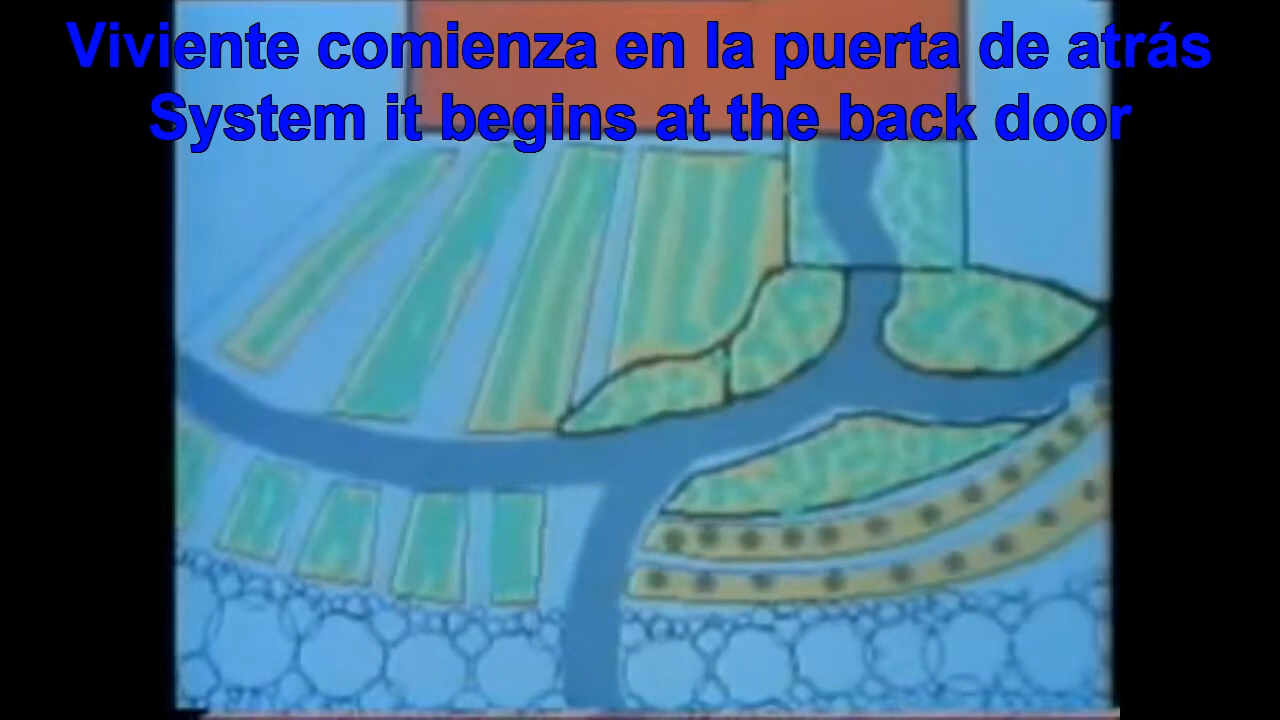 Viviente comienza en la puerta de atrás
System it begins at the back door